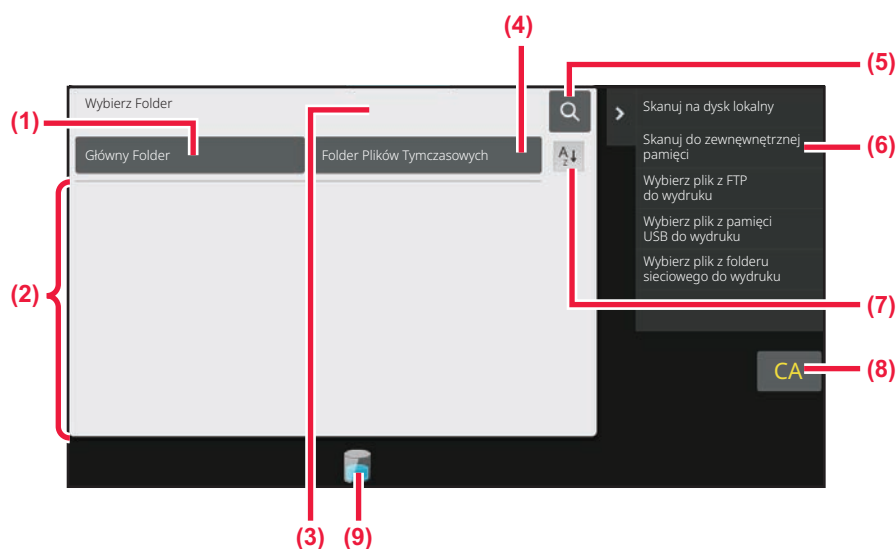 (4)
(5)
Wybierz Folder
Skanuj na dysk lokalny
(1)
Główny Folder
Folder Plików Tymczasowych
A
Z
Skanuj do zewnęwnętrznej
pamięci
(6)
Wybierz plik z FTP
do wydruku
Wybierz plik z pamięci
USB do wydruku
Wybierz plik z folderu
sieciowego do wydruku
(2)
(7)
CA
(8)
(3)
(9)